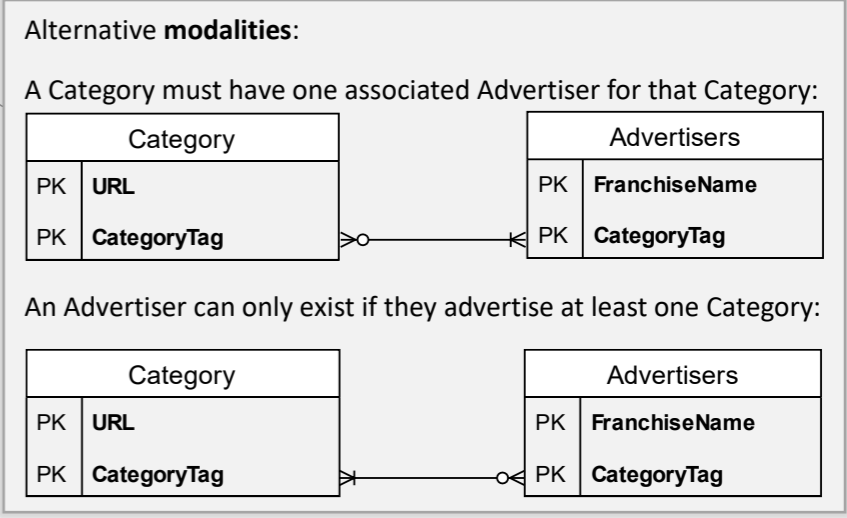 Alternative modalities:
A Category must have one associated Advertiser for that Category:
Category
PK URL
PK CategoryTag
Advertisers
PK FranchiseName
PK CategoryTag
An Advertiser can only exist if they advertise at least one Category:
Category
PK URL
PK CategoryTag
Advertisers
PK FranchiseName
PK CategoryTag